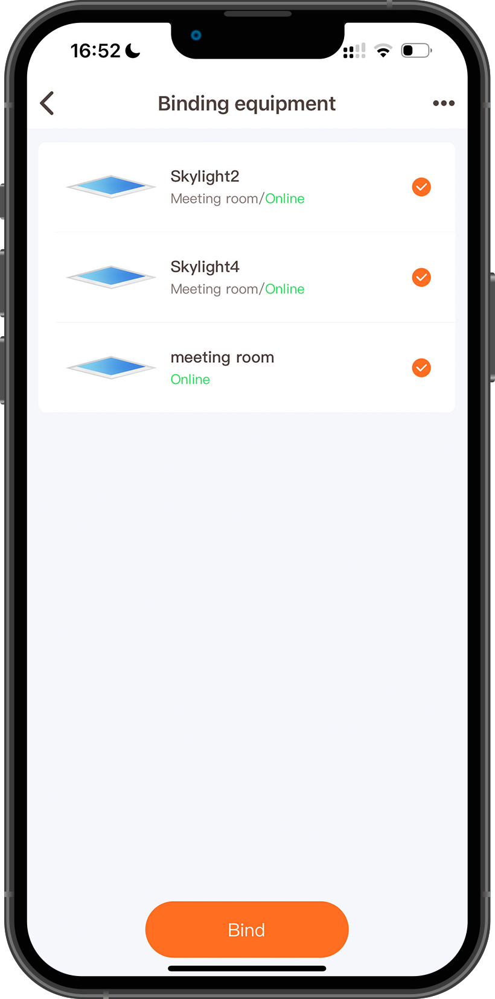 16:52
Binding equipment
Skylight2
Meeting room/Online
Skylight4
Meeting room/Online
meeting room
Online
Bind